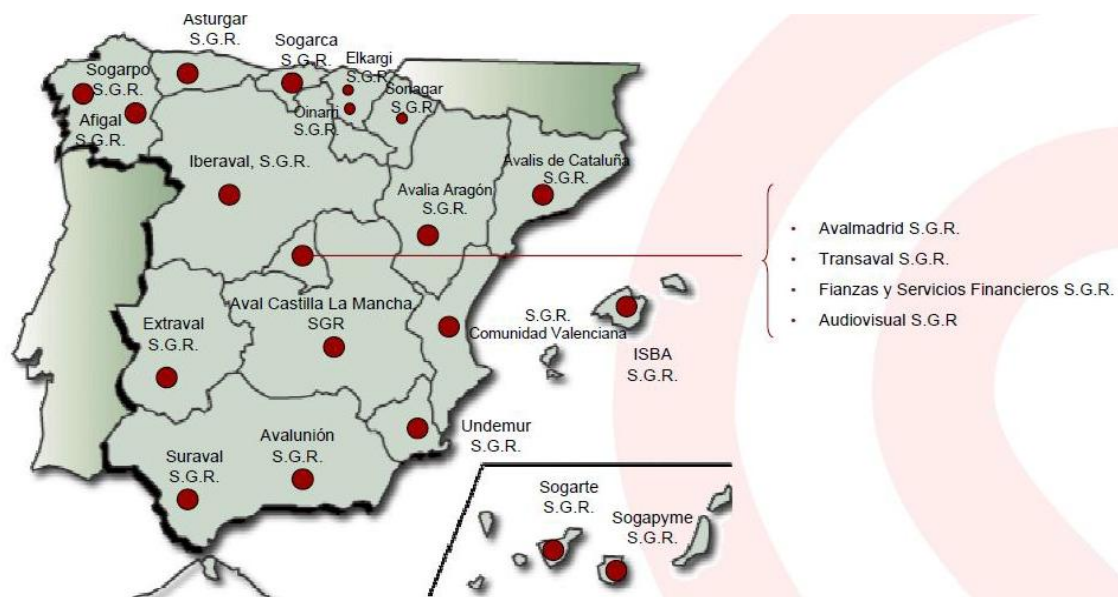 Asturgar
S.G.R.
Sogarca
S.G.R.
Elkargi
S.G.R.
Sogarpo
S.G.R.
Sonagar
S.G.R.
Afigal
S.G.R.
Oinarri
S.G.R.
Iberaval, S.G.R.
Avalis de Cataluña
S.G.R.
Avalia Aragón
S.G.R.
• Avalmadrid S.G.R.
• Transaval S.G.R.
• Fianzas y Servicios Financieros S.G.R.
• Audiovisual S.G.R
Aval Castilla La Mancha
SGR
S.G.R.
Comunidad Valenciana
Extraval
S.G.R.
ISBA
S.G.R.
Undemur
S.G.R.
Avalunión
S.G.R.
Suraval
S.G.R.
Sogarte
S.G.R.
Sogapyme
S.G.R.